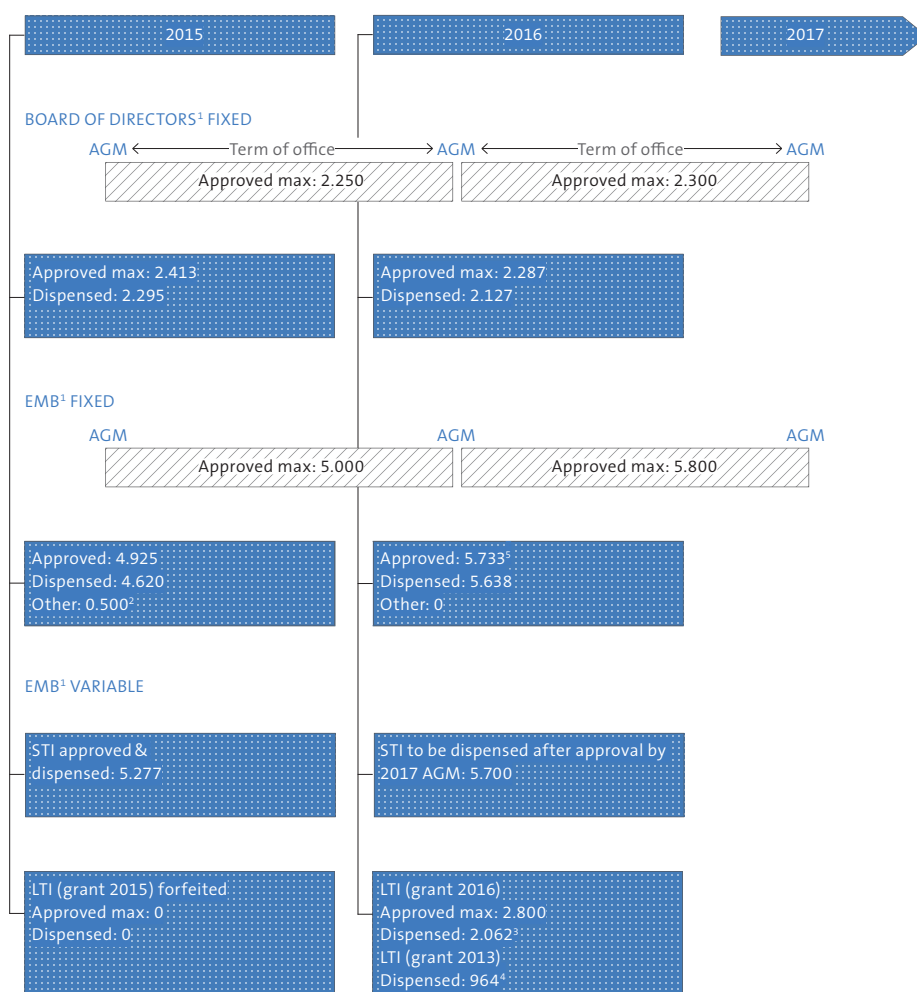 2015
2016
2017
BOARD OF DIRECTORS¹ FIXED
AGM Term of office AGM Term of office AGM
Approved max: 2.250
Approved max: 2.300
Approved max: 2.413
Dispensed: 2.295
Approved max: 2.287
Dispensed: 2.127
EMB¹ FIXED
AGM AGM AGM
Approved max: 5.000
Approved max: 5.800
Approved: 4.925
Dispensed: 4.620
Other: 0.500²
Approved: 5.733⁵
Dispensed: 5.638
Other: 0
EMB¹ VARIABLE
STI approved &
dispensed: 5.277
STI to be dispensed after approval by
2017 AGM: 5.700
LTI (grant 2015) forfeited
Approved max: 0
Dispensed: 0
LTI (grant 2016)
Approved max: 2.800
Dispensed: 2.062³
LTI (grant 2013)
Dispensed: 964⁴